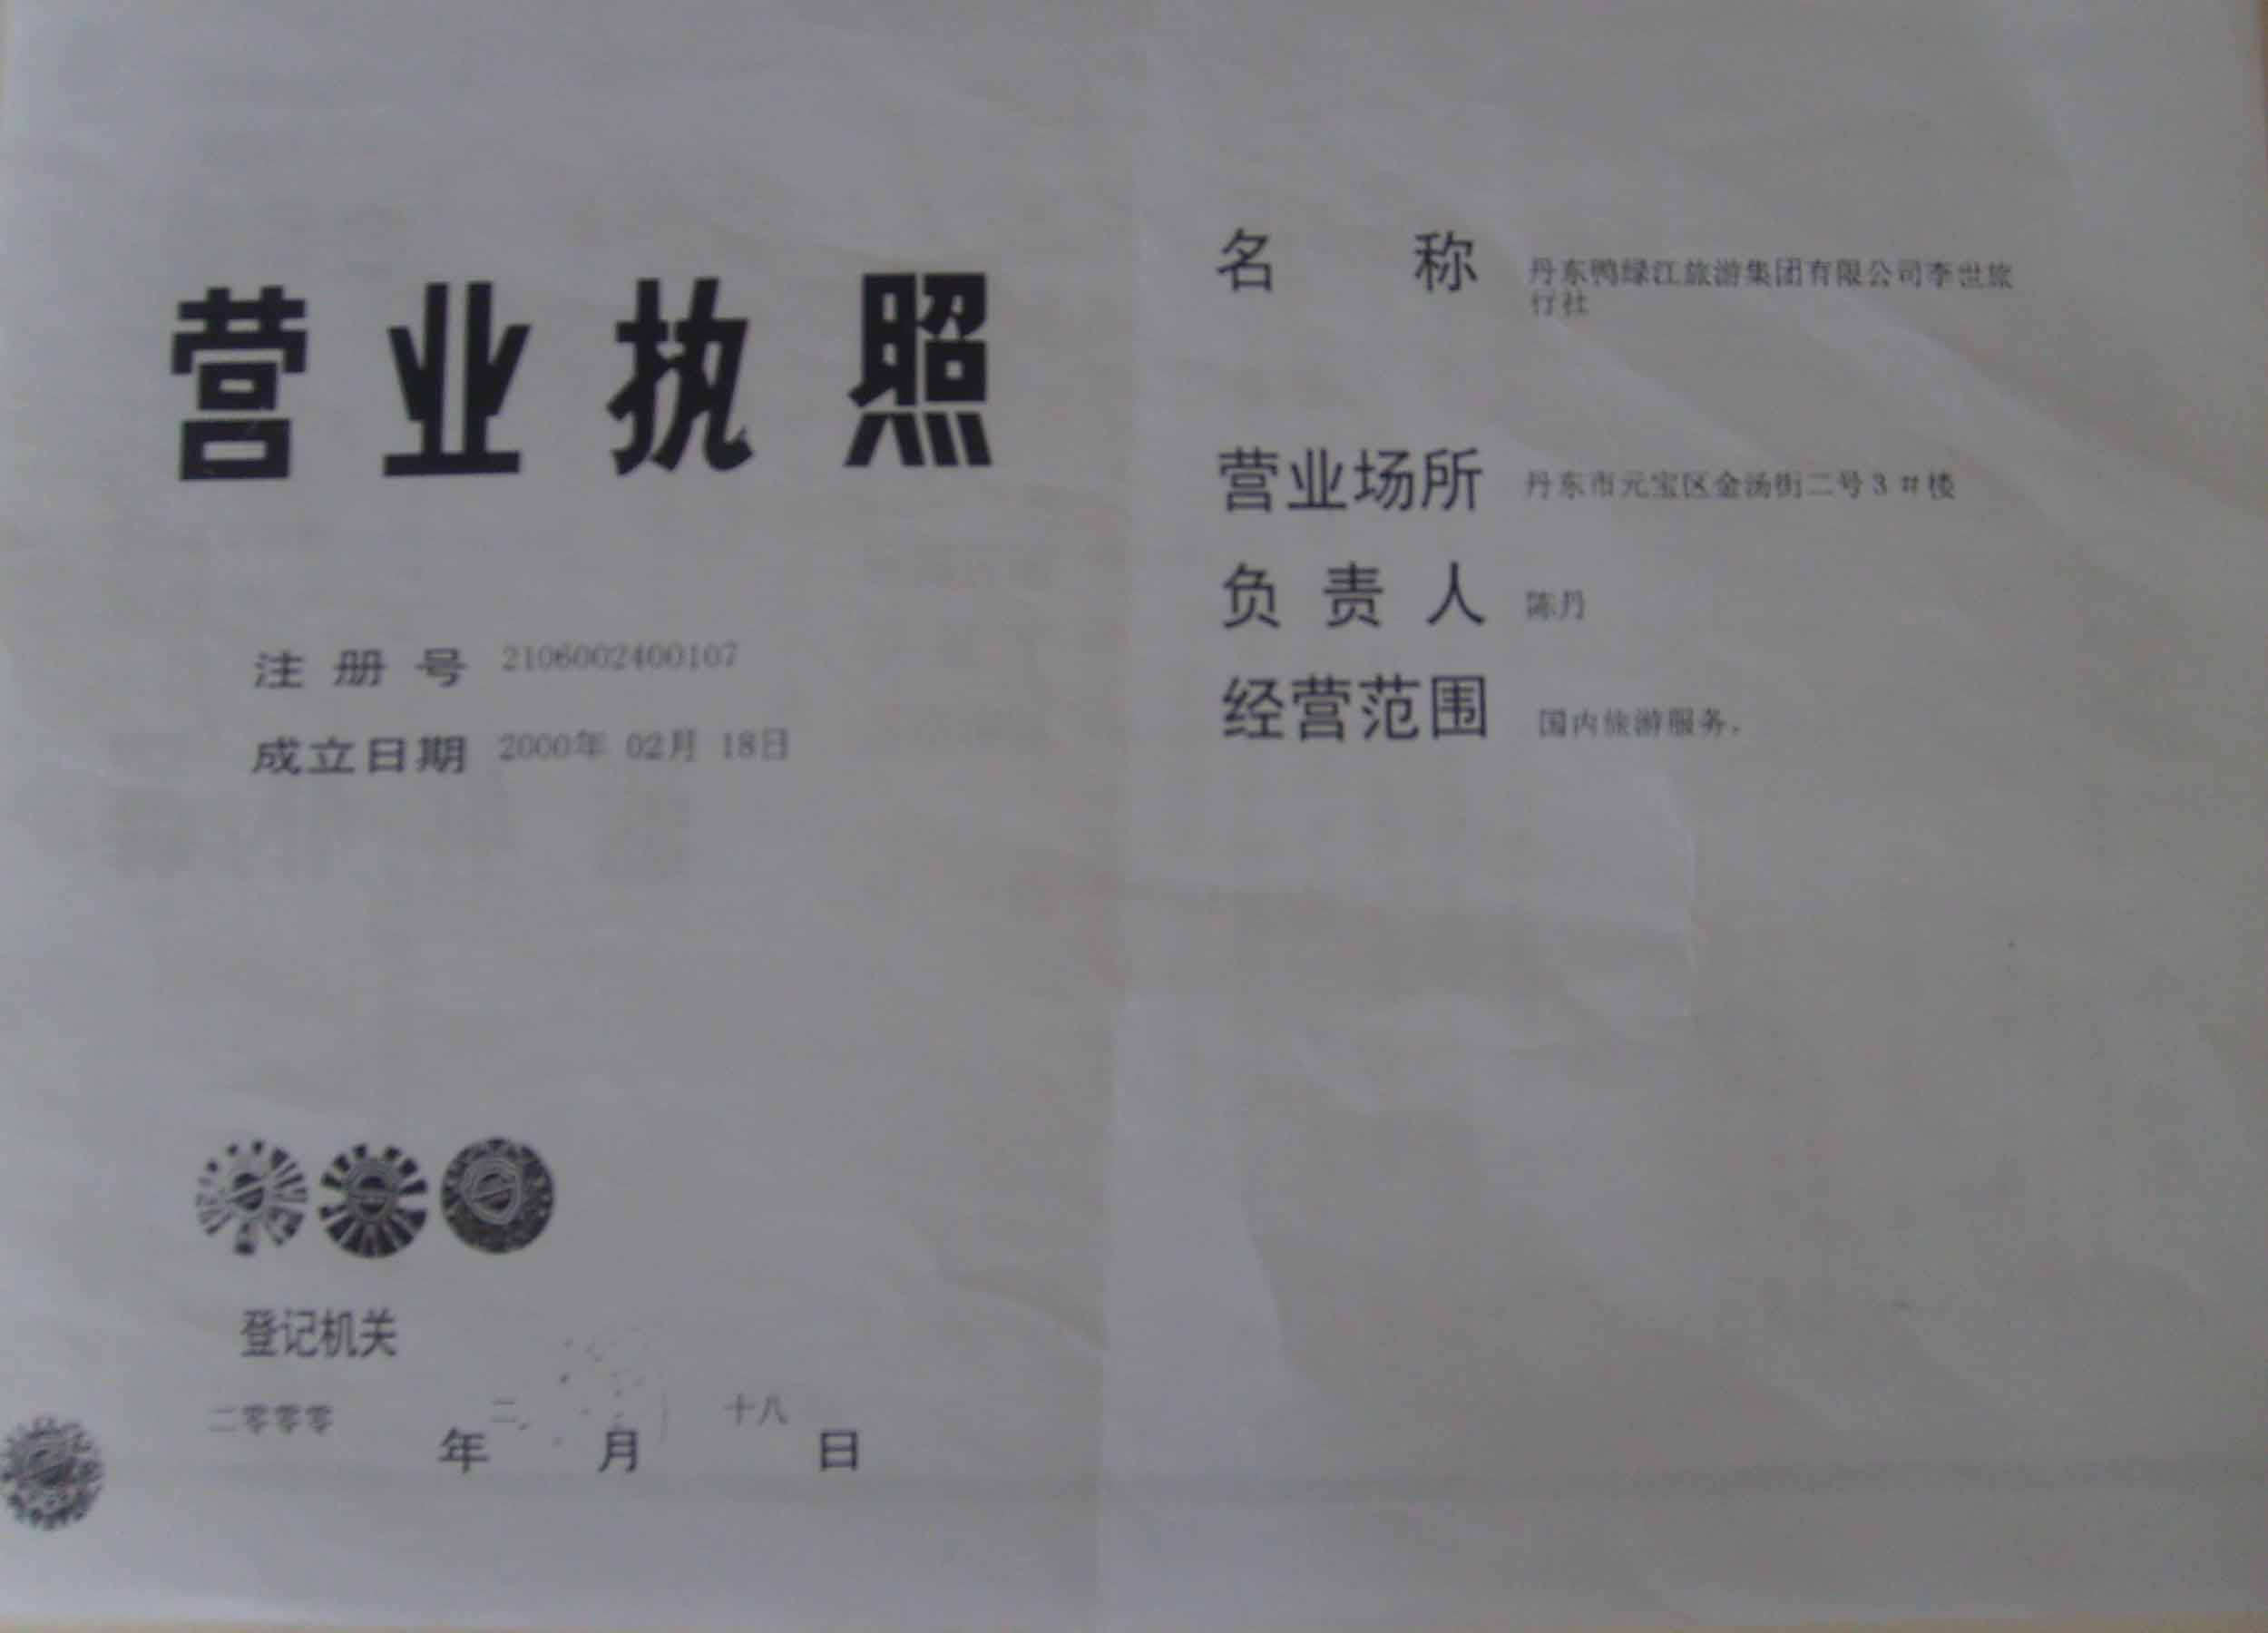 营业执照
注册号 2106002400107
成立日期 2000年 02月 18日
登记机关
二零零零 年 二 月 十八 日
名称 丹东鸭绿江旅游集团有限公司李世旅
行社
营业场所 丹东市元宝区金汤街二号3#楼
负责人 陈丹
经营范围 国内旅游服务。